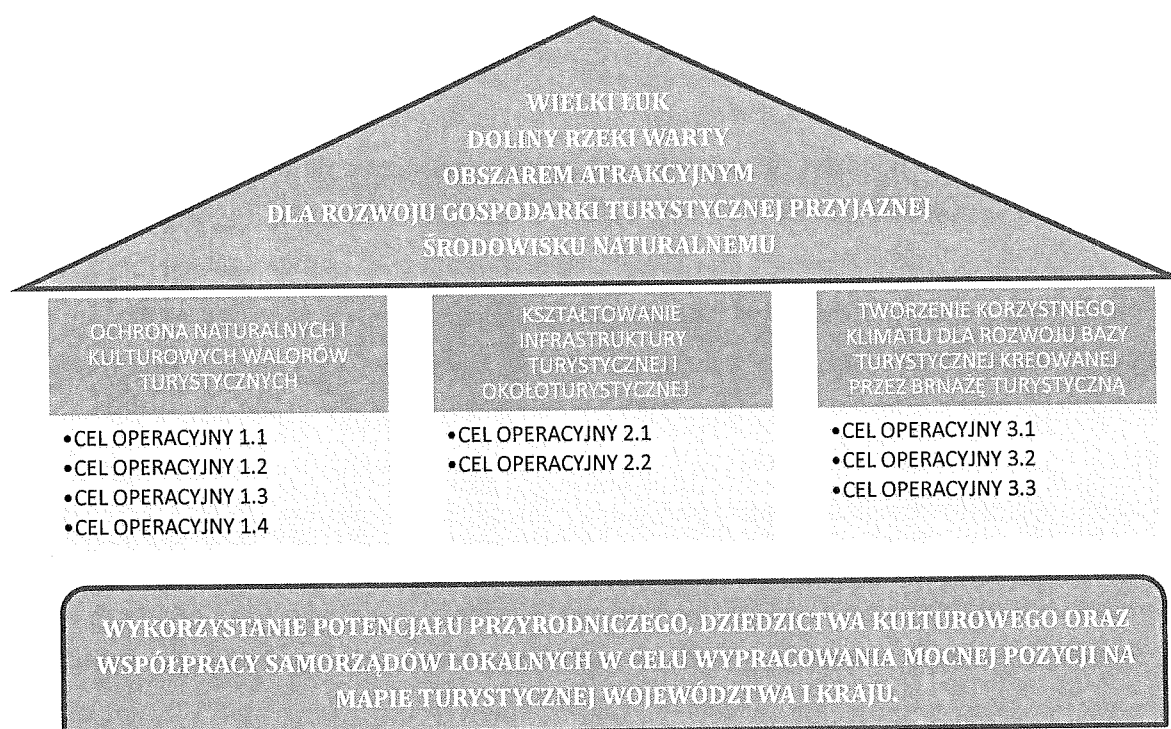 WIELKI ŁUK
DOLINY RZEKI WARTY
OBSZAREM ATRAKCYJNYM
DLA ROZWOJU GOSPODARKI TURYSTYCZNEJ PRZYJAZNEJ
ŚRODOWISKU NATURALNEMU
OCHRONA NATURALNYCH I
KULTUROWYCH WALORÓW
TURYSTYCZNYCH
•CEL OPERACYJNY 1.1
•CEL OPERACYJNY 1.2
•CEL OPERACYJNY 1.3
•CEL OPERACYJNY 1.4
KSZTAŁTOWANIE
INFRASTRUKTURY
TURYSTYCZNEJ I
OKOŁOTURYSTYCZNEJ
•CEL OPERACYJNY 2.1
•CEL OPERACYJNY 2.2
TWORZENIE KORZYSTNEGO
KLIMATU DLA ROZWOJU BAZY
TURYSTYCZNEJ KREOWANEJ
PRZEZ BRNAŻĘ TURYSTYCZNĄ
•CEL OPERACYJNY 3.1
•CEL OPERACYJNY 3.2
•CEL OPERACYJNY 3.3
WYKORZYSTANIE POTENCJAŁU PRZYRODNICZEGO, DZIEDZICTWA KULTUROWEGO ORAZ
WSPÓŁPRACY SAMORZĄDÓW LOKALNYCH W CELU WYPRACOWANIA MOCNEJ POZYCJI NA
MAPIE TURYSTYCZNEJ WOJEWÓDZTWA I KRAJU.